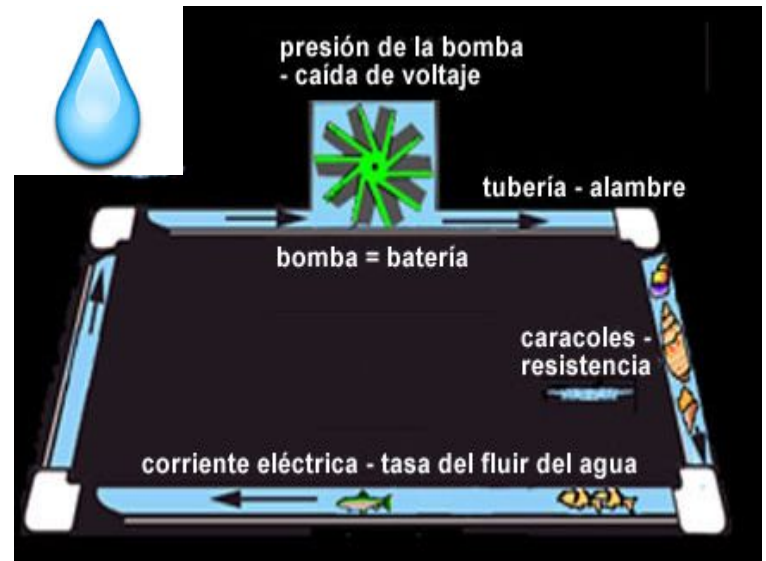 presión de la bomba
- caída de voltaje
tubería - alambre
bomba = batería
caracoles -
resistencia
corriente eléctrica - tasa del fluir del agua